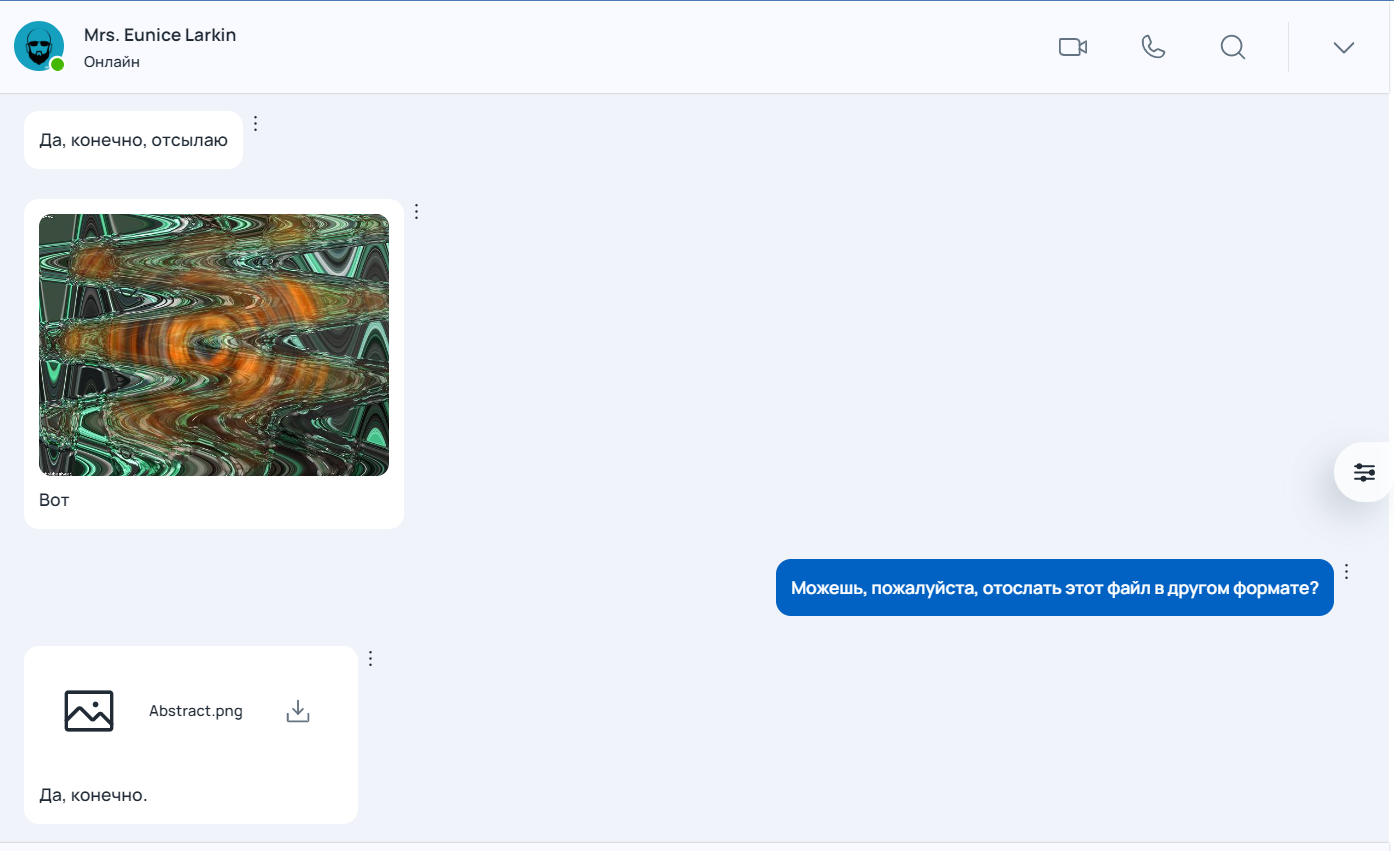 Mrs. Eunice Larkin
Онлайн
Да, конечно, отсылаю
Вот
Можешь, пожалуйста, отослать этот файл в другом формате?
Abstract.png
Да, конечно.